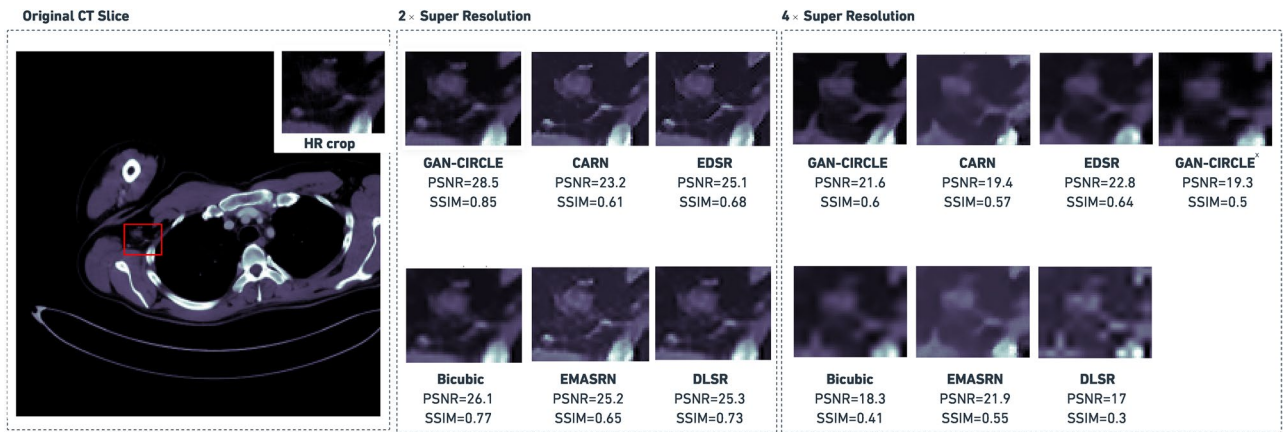 Original CT Slice
HR crop
2 × Super Resolution
GAN-CIRCLE
PSNR=28.5
SSIM=0.85
CARN
PSNR=23.2
SSIM=0.61
EDSR
PSNR=25.1
SSIM=0.68
Bicubic
PSNR=26.1
SSIM=0.77
EMASRN
PSNR=25.2
SSIM=0.65
DLSR
PSNR=25.3
SSIM=0.73
4 × Super Resolution
GAN-CIRCLE
PSNR=21.6
SSIM=0.6
CARN
PSNR=19.4
SSIM=0.57
EDSR
PSNR=22.8
SSIM=0.64
GAN-CIRCLEˣ
PSNR=19.3
SSIM=0.5
Bicubic
PSNR=18.3
SSIM=0.41
EMASRN
PSNR=21.9
SSIM=0.55
DLSR
PSNR=17
SSIM=0.3